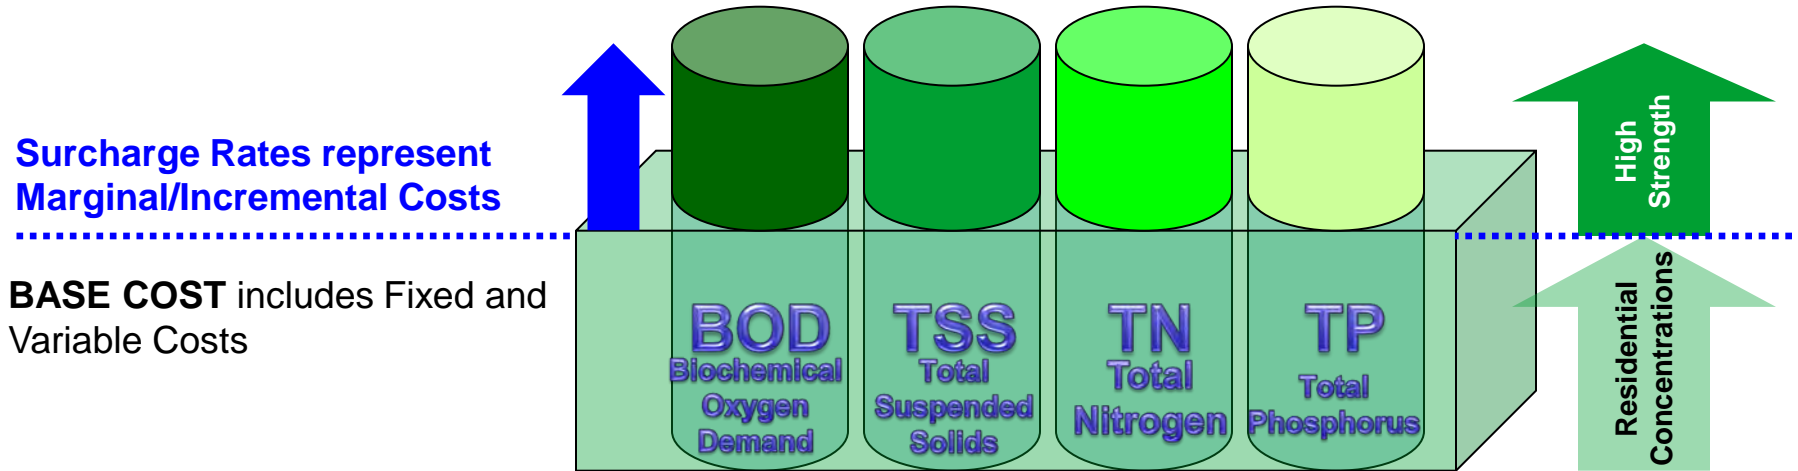 Surcharge Rates represent
Marginal/Incremental Costs
BASE COST includes Fixed and
Variable Costs
BOD
Biochemical
Oxygen
Demand
TSS
Total
Suspended
Solids
TN
Total
Nitrogen
TP
Total
Phosphorus
High
Strength
Residential
Concentrations